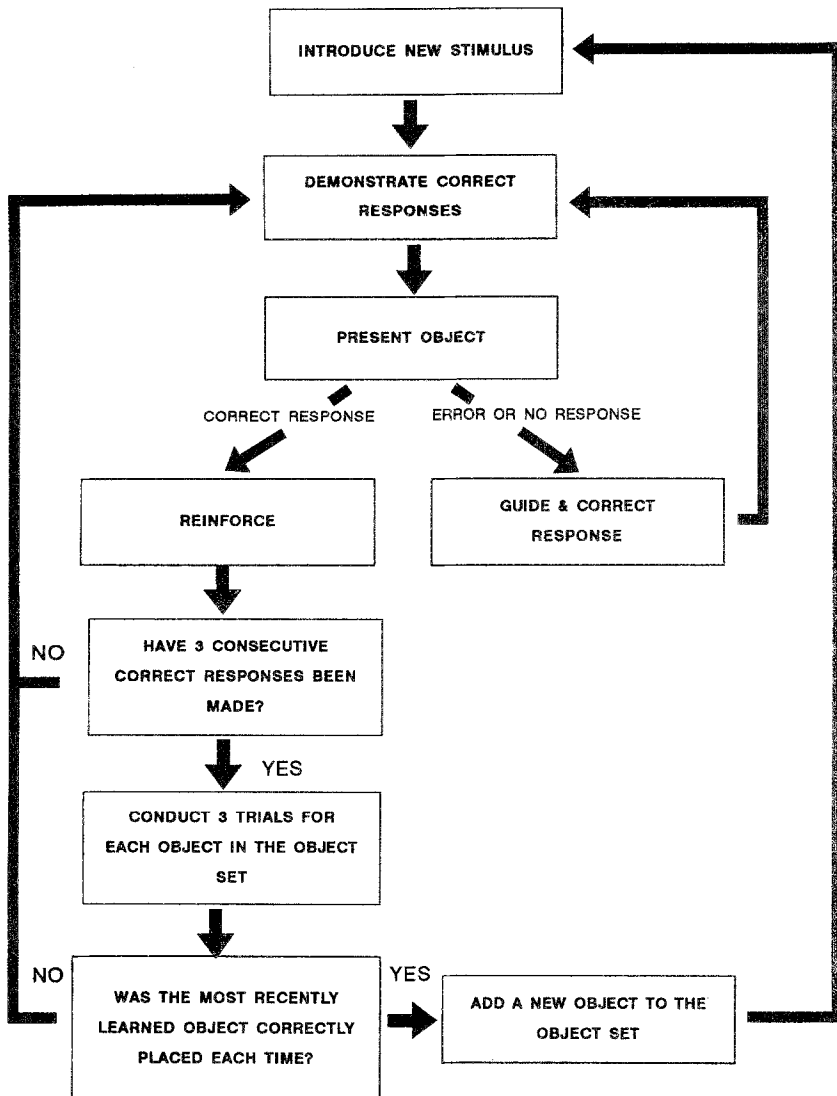 INTRODUCE NEW STIMULUS
DEMONSTRATE CORRECT
RESPONSES
PRESENT OBJECT
CORRECT RESPONSE
ERROR OR NO RESPONSE
REINFORCE
GUIDE & CORRECT
RESPONSE
NO
HAVE 3 CONSECUTIVE
CORRECT RESPONSES BEEN
MADE?
YES
CONDUCT 3 TRIALS FOR
EACH OBJECT IN THE OBJECT
SET
NO
WAS THE MOST RECENTLY
LEARNED OBJECT CORRECTLY
PLACED EACH TIME?
YES
ADD A NEW OBJECT TO THE
OBJECT SET